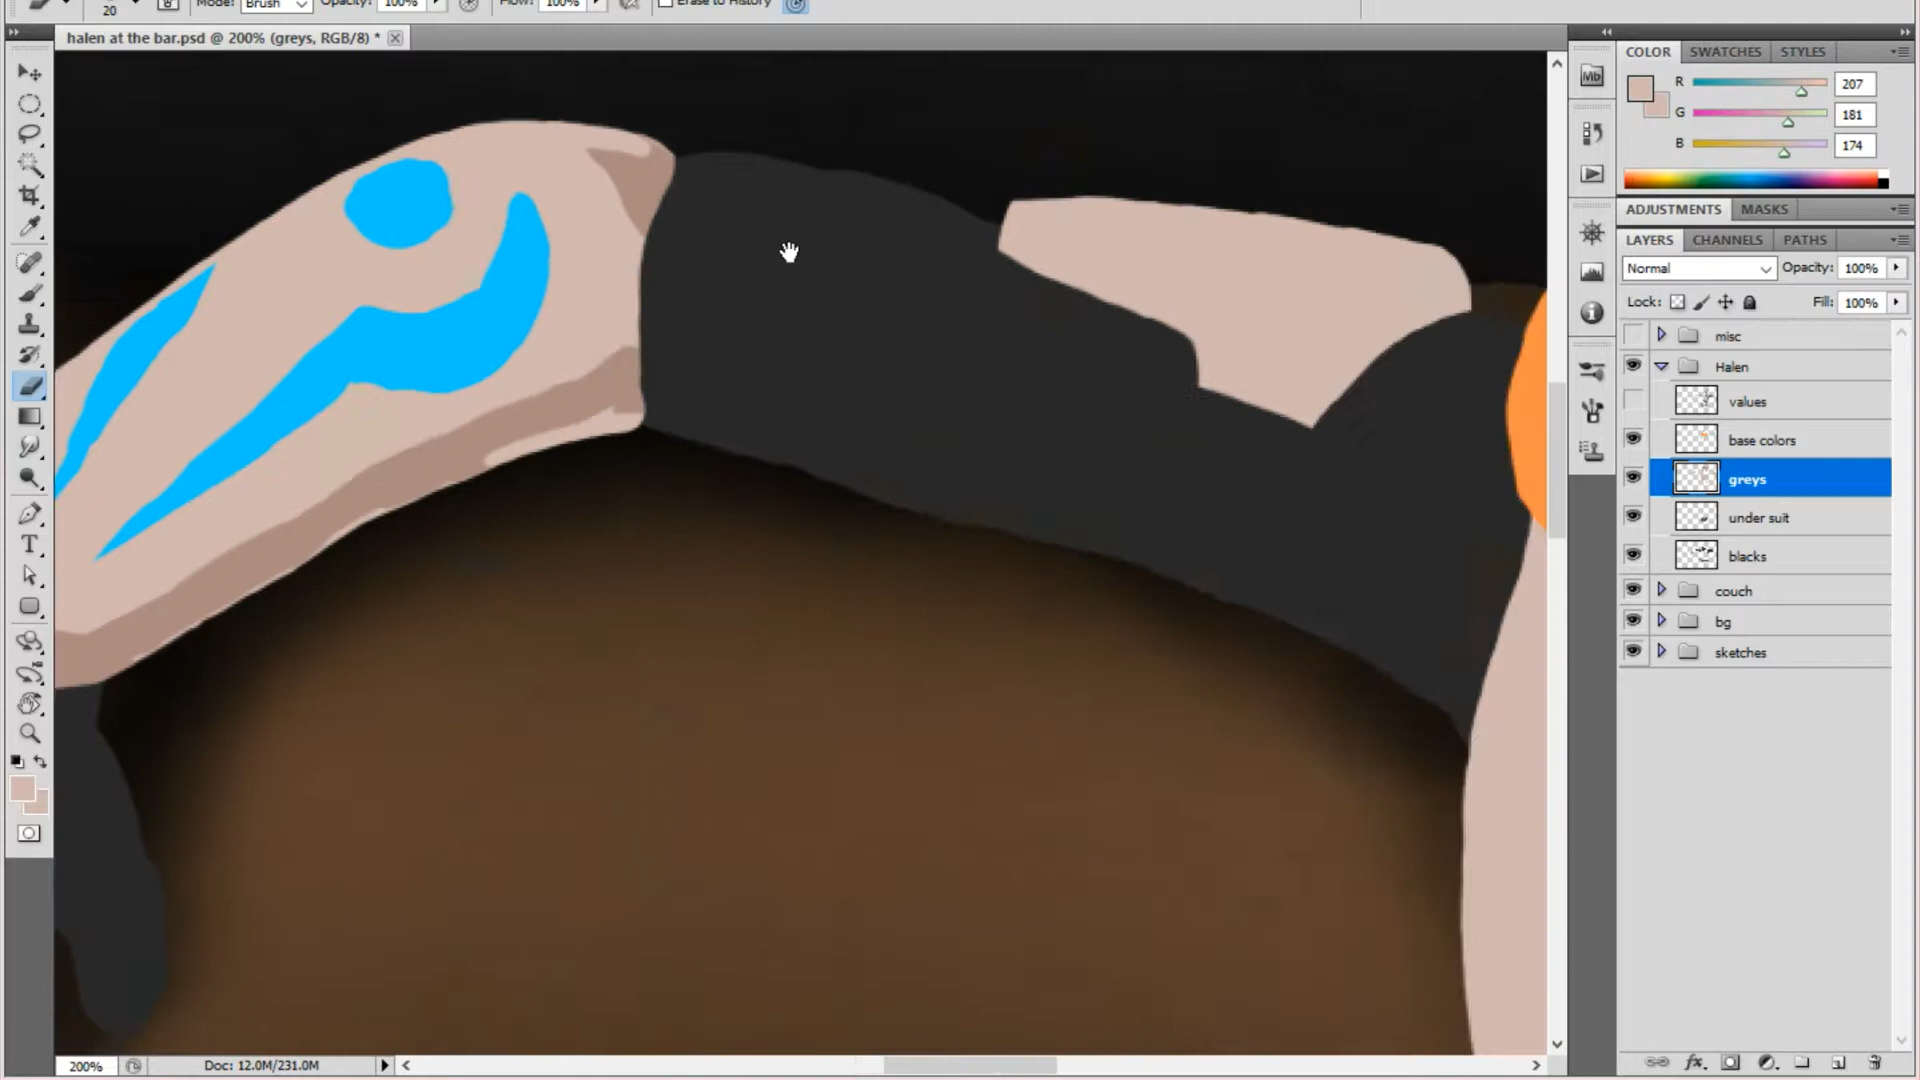 20
Mode:
Brush
Opacity:
100%
Flow:
100%
Erase to History
halen at the bar.psd @ 200% (greys, RGB/8) *
COLOR
SWATCHES
STYLES
Mb
R
207
G
181
B
174
ADJUSTMENTS
MASKS
LAYERS
CHANNELS
PATHS
Normal
Opacity:
100%
Lock:
Fill:
100%
misc
Halen
values
base colors
greys
under suit
blacks
couch
bg
sketches
T
fx
200%
Doc: 12.0M/231.0M